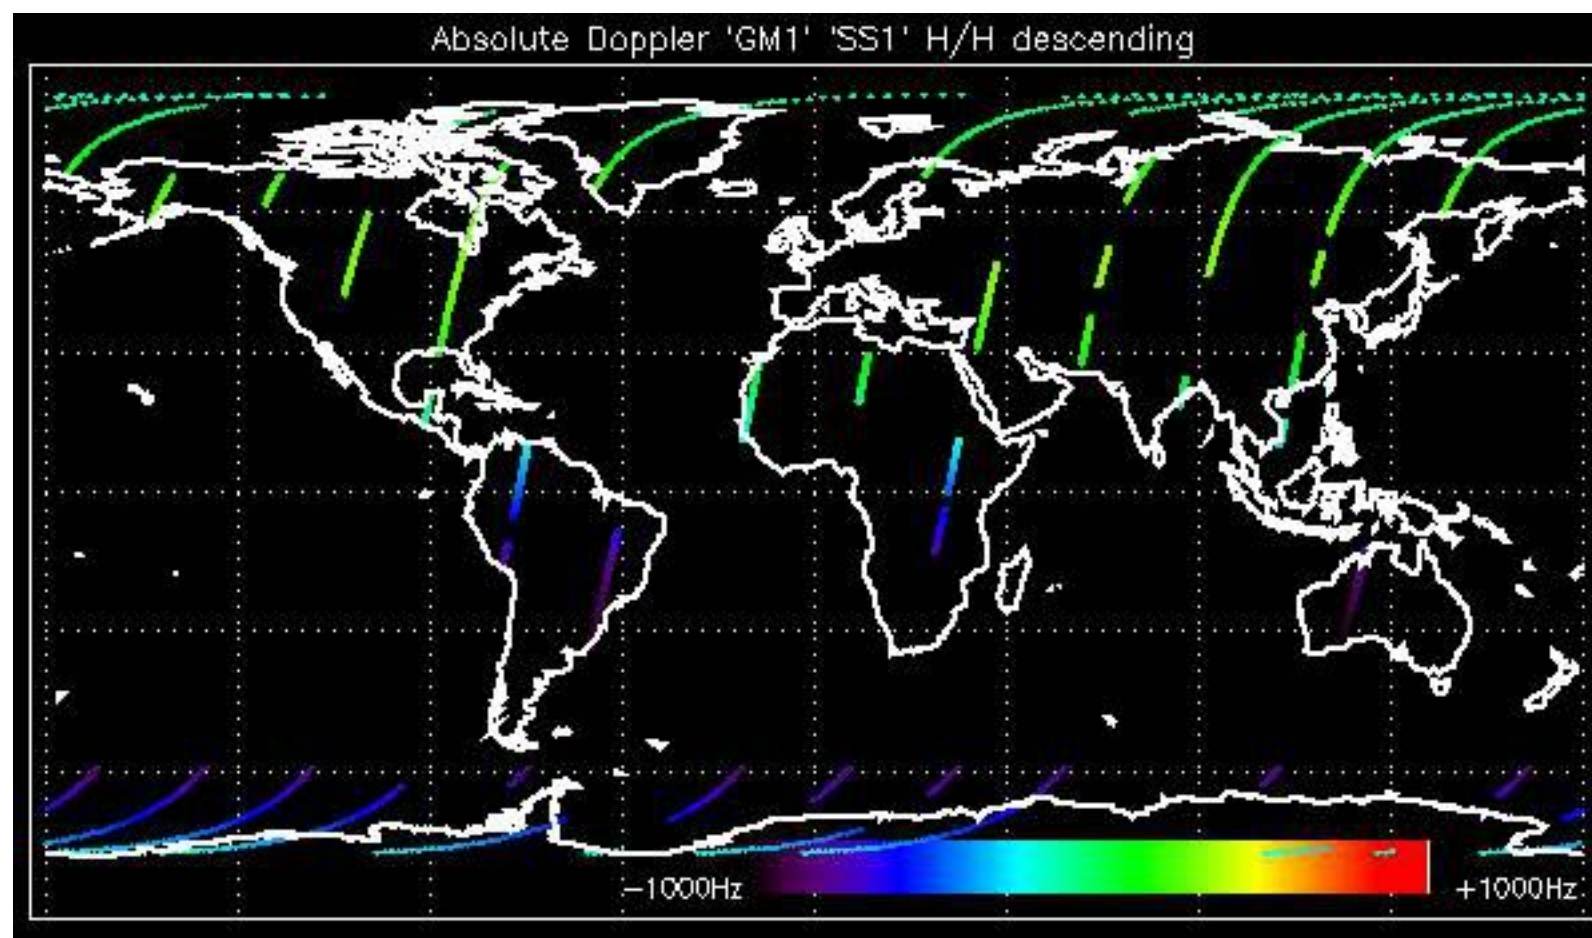 Absolute Doppler 'GM1' 'SS1' H/H descending
-1000Hz +1000Hz